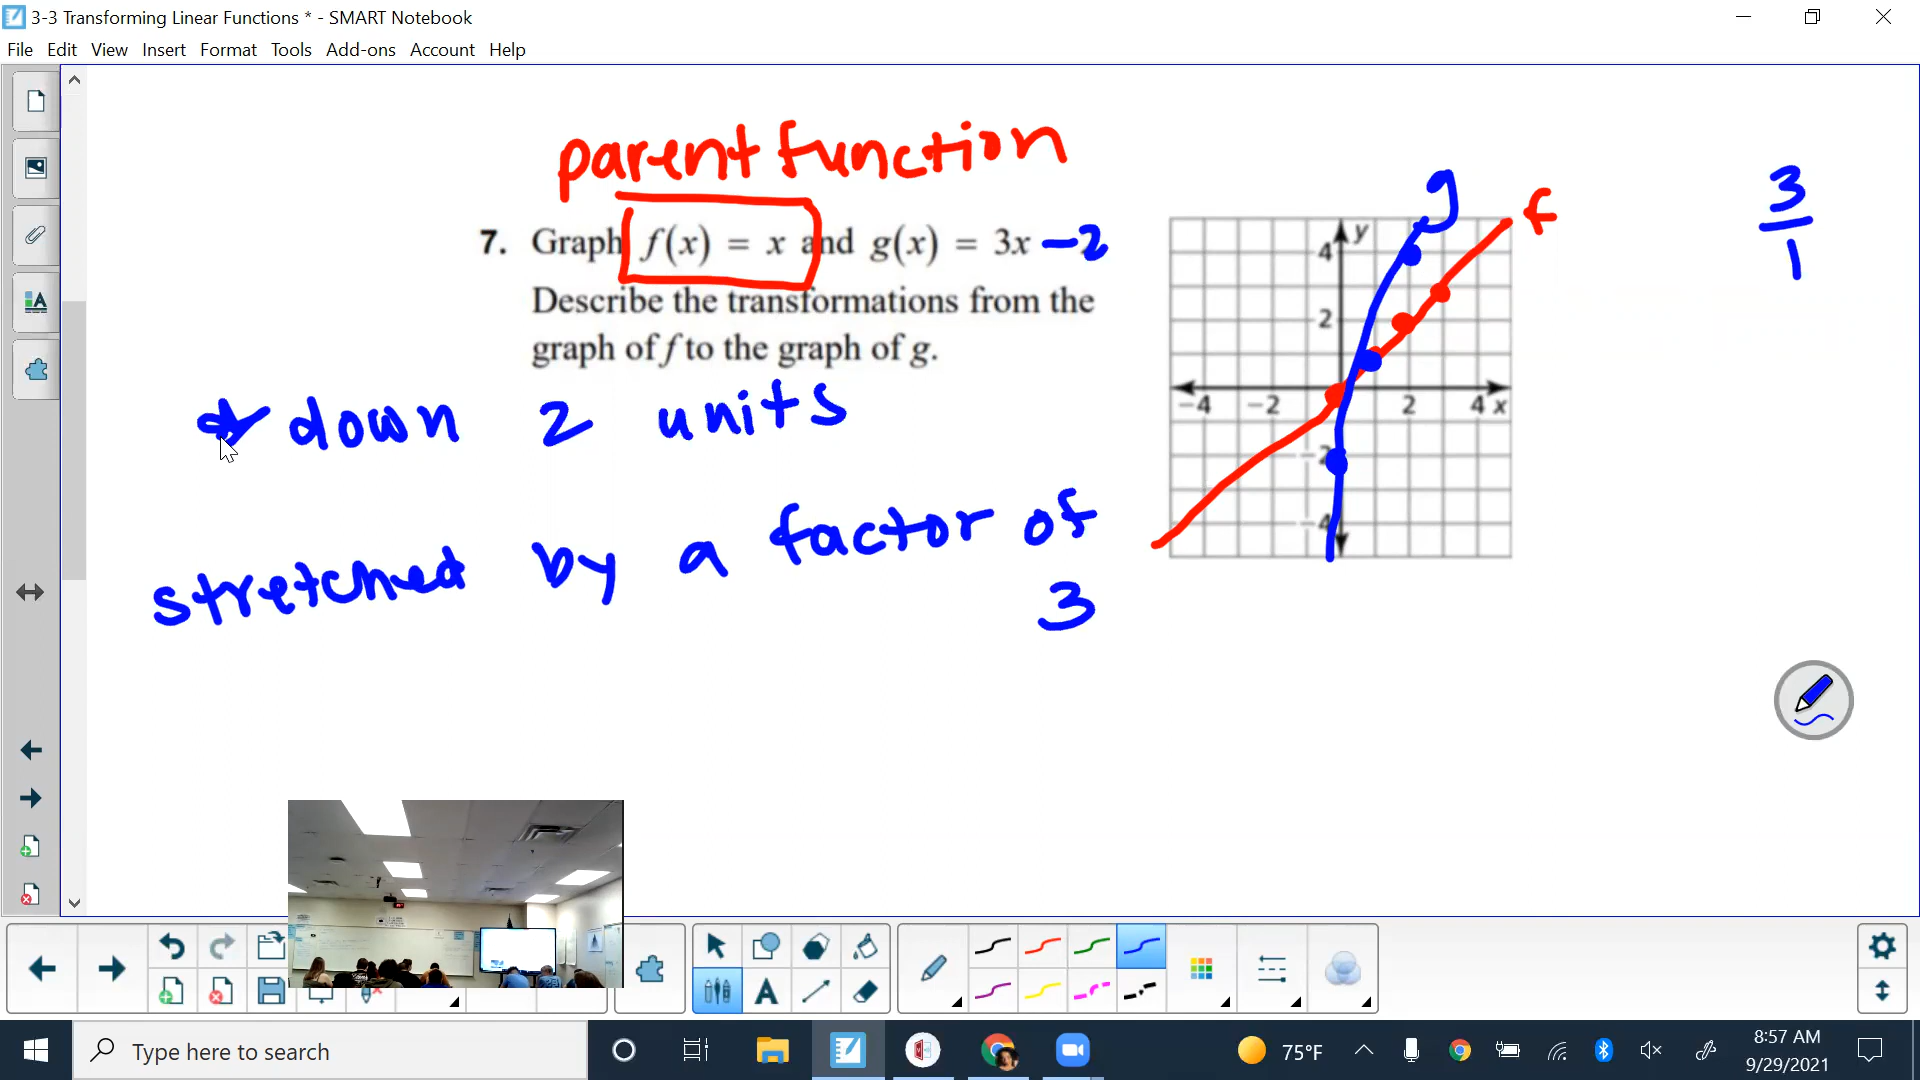 3-3 Transforming Linear Functions * - SMART Notebook
File Edit View Insert Format Tools Add-ons Account Help
parent function
7. Graph f(x) = x and g(x) = 3x -2
Describe the transformations from the
graph of f to the graph of g.
down 2 units
stretched by a factor of
3
g
f
y
4
2
-4 -2 2 4 x
-2
-4
3
1
A
A
Type here to search
75°F
8:57 AM
9/29/2021